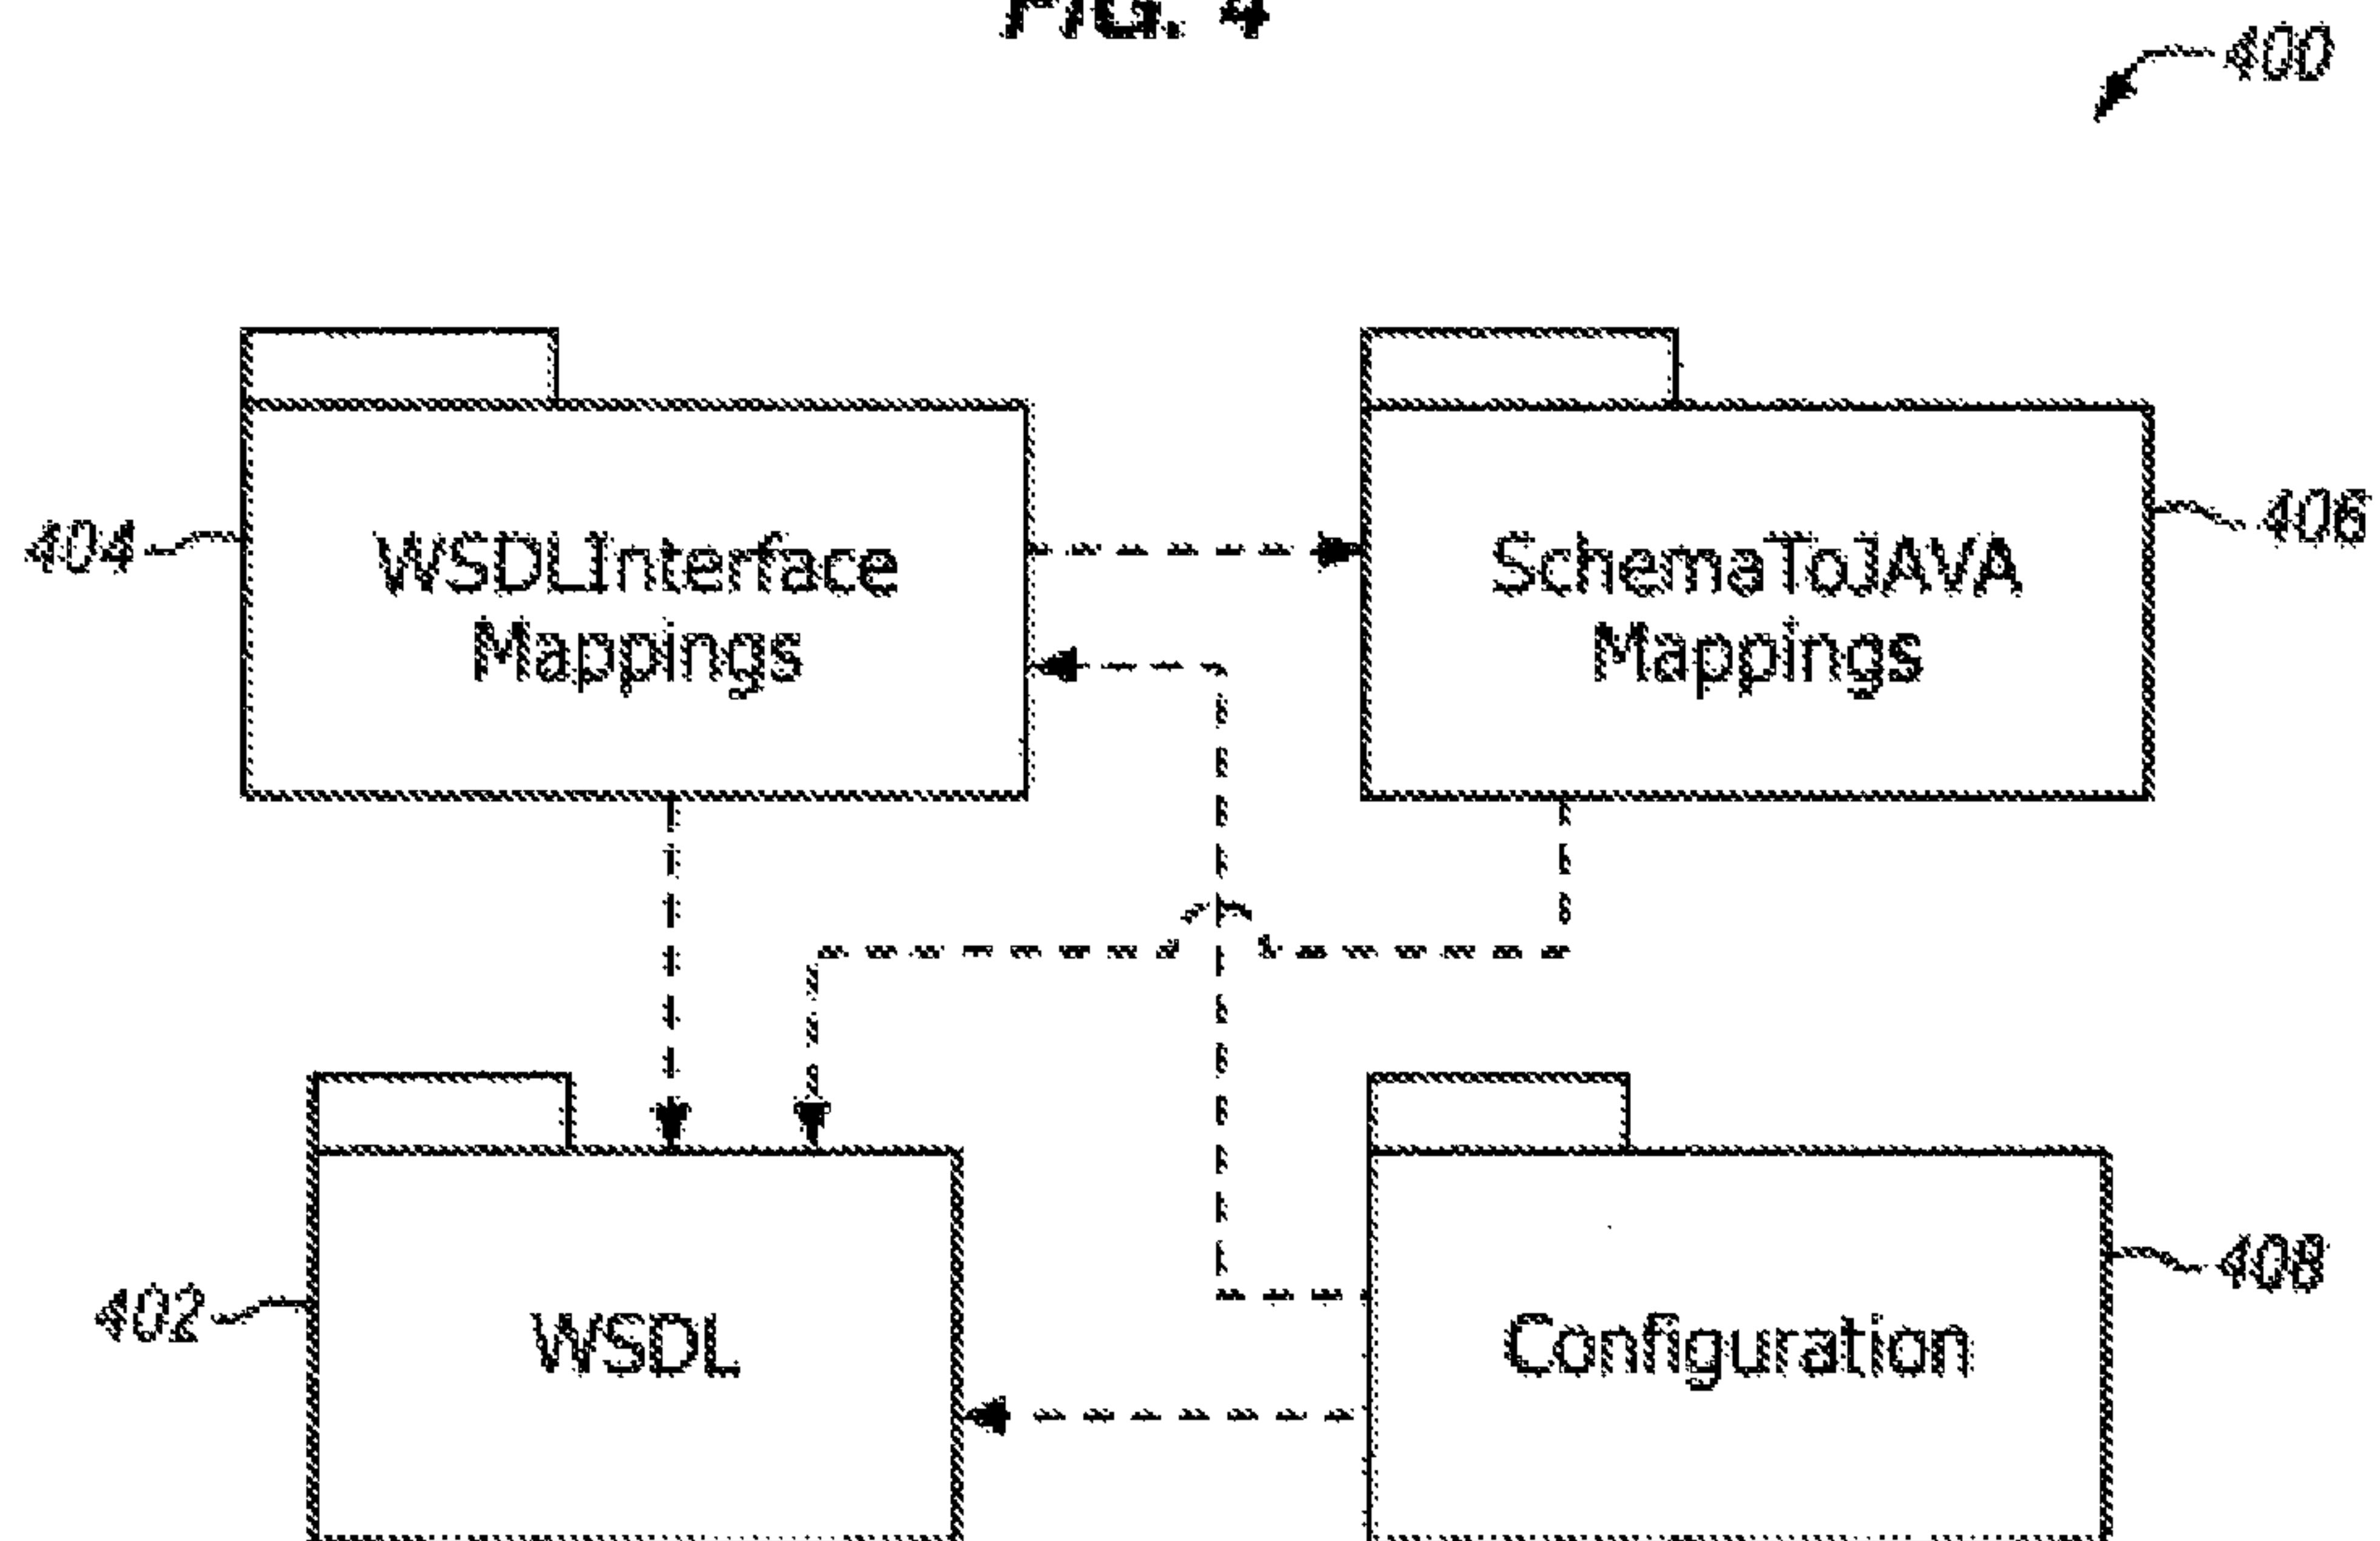 FIG. 4
400
404
WSDLInterface
Mappings
SchemaToJAVA
Mappings
406
402
WSDL
Configuration
408